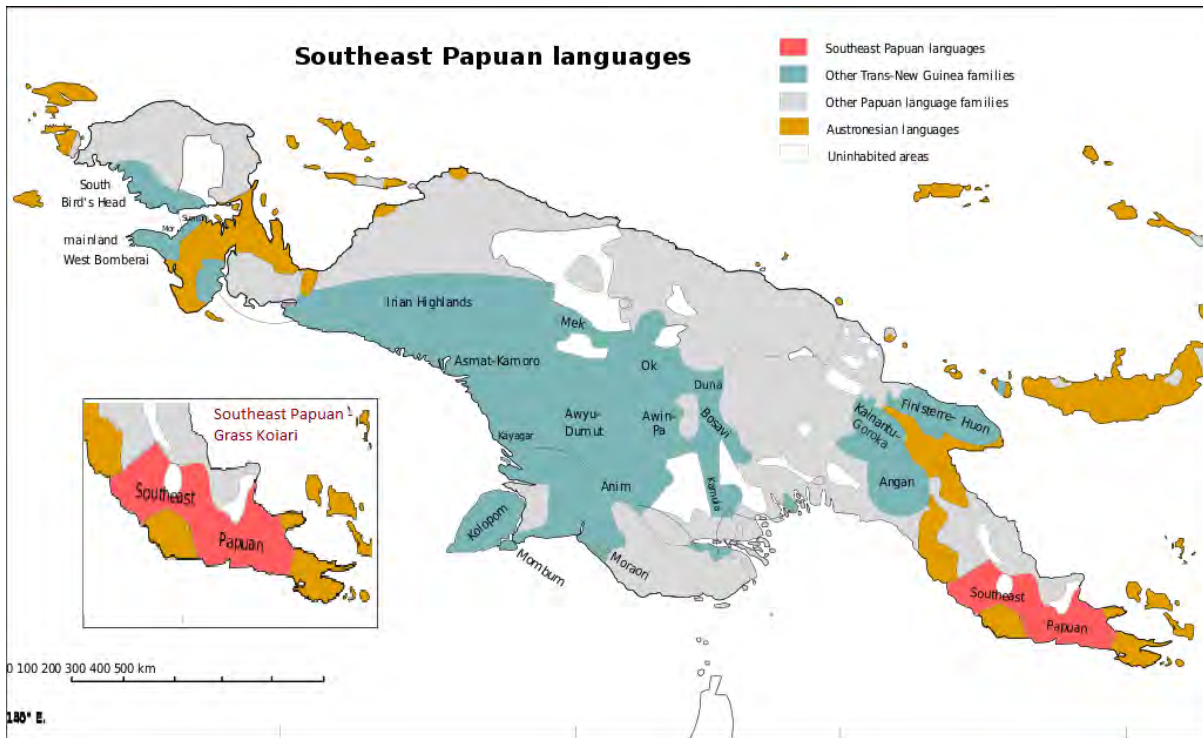 Southeast Papuan languages
Southeast Papuan languages
Other Trans-New Guinea families
Other Papuan language families
Austronesian languages
Uninhabited areas
South
Bird's Head
Mor
mainland
West Bomberai
Irian Highlands
Mek
Asmat-Kamoro
Ok
Duna
Awyu-
Dumut
Awin-
Pa
Bosavi
Kayagar
Kainantu-
Goroka
Finisterre-Huon
Angan
Anim
Kamula
Kolopom
Mombum
Moraori
Southeast
Papuan
Southeast Papuan
Grass Koiari
Southeast
Papuan
0 100 200 300 400 500 km